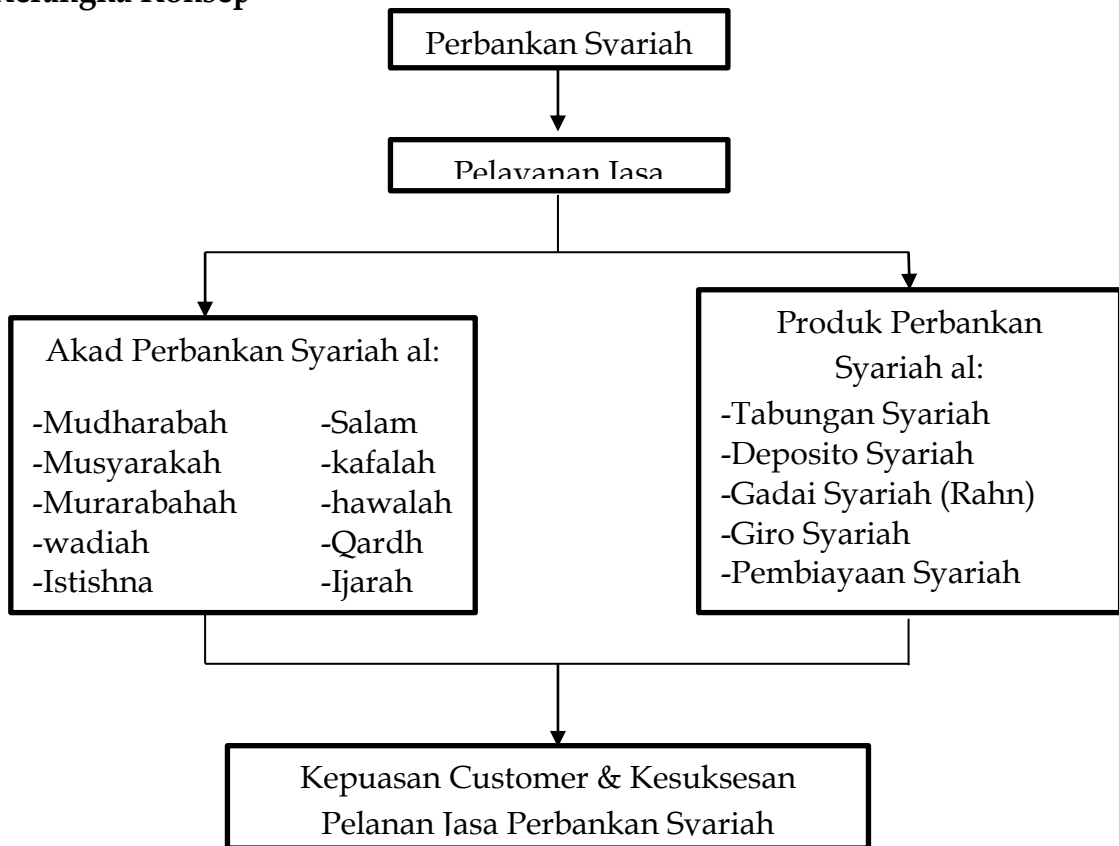 Kerangka Konsep
Perbankan Syariah
Pelayanan Jasa
Akad Perbankan Syariah al:
-Mudharabah
-Musyarakah
-Murarabahah
-wadiah
-Istishna
-Salam
-kafalah
-hawalah
-Qardh
-Ijarah
Produk Perbankan
Syariah al:
-Tabungan Syariah
-Deposito Syariah
-Gadai Syariah (Rahn)
-Giro Syariah
-Pembiayaan Syariah
Kepuasan Customer & Kesuksesan
Pelanan Jasa Perbankan Syariah